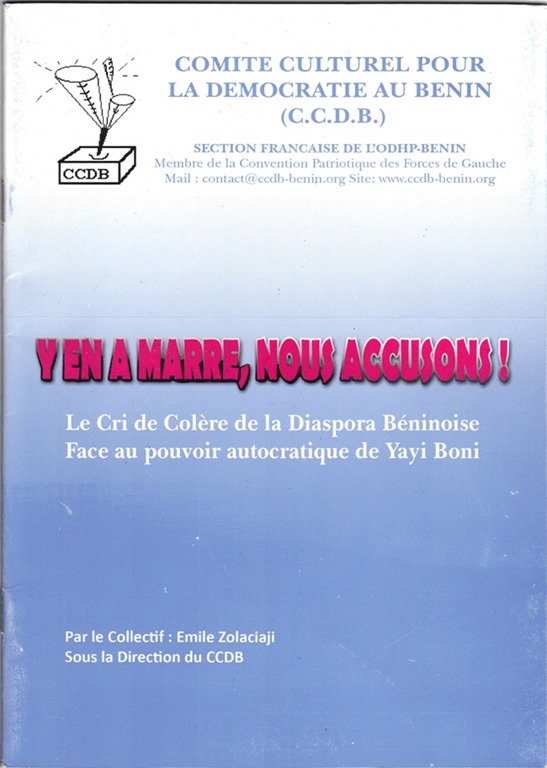 CCDB
COMITE CULTUREL POUR
LA DEMOCRATIE AU BENIN
(C.C.D.B.)
SECTION FRANCAISE DE L'ODHP-BENIN
Membre de la Convention Patriotique des Forces de Gauche
Mail : contact@ccdb-benin.org Site: www.ccdb-benin.org
Y EN A MARRE, NOUS ACCUSONS !
Le Cri de Colère de la Diaspora Béninoise
Face au pouvoir autocratique de Yayi Boni
Par le Collectif : Emile Zolaciaji
Sous la Direction du CCDB